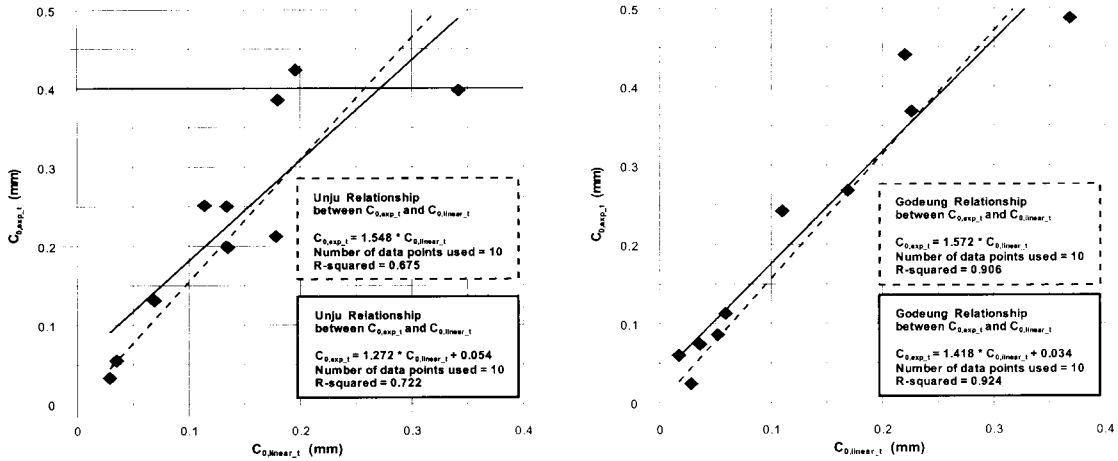 0.5
0.4
0.3
0.2
0.1
0
C0,exp_t (mm)
0
0.1
0.2
0.3
0.4
C0,linear_t (mm)
Unju Relationship
between C0,exp_t and C0,linear_t
C0,exp_t = 1.548 * C0,linear_t
Number of data points used = 10
R-squared = 0.675
Unju Relationship
between C0,exp_t and C0,linear_t
C0,exp_t = 1.272 * C0,linear_t + 0.054
Number of data points used = 10
R-squared = 0.722
0.5
0.4
0.3
0.2
0.1
0
C0,exp_t (mm)
0
0.1
0.2
0.3
0.4
C0,linear_t (mm)
Godeung Relationship
between C0,exp_t and C0,linear_t
C0,exp_t = 1.572 * C0,linear_t
Number of data points used = 10
R-squared = 0.906
Godeung Relationship
between C0,exp_t and C0,linear_t
C0,exp_t = 1.418 * C0,linear_t + 0.034
Number of data points used = 10
R-squared = 0.924